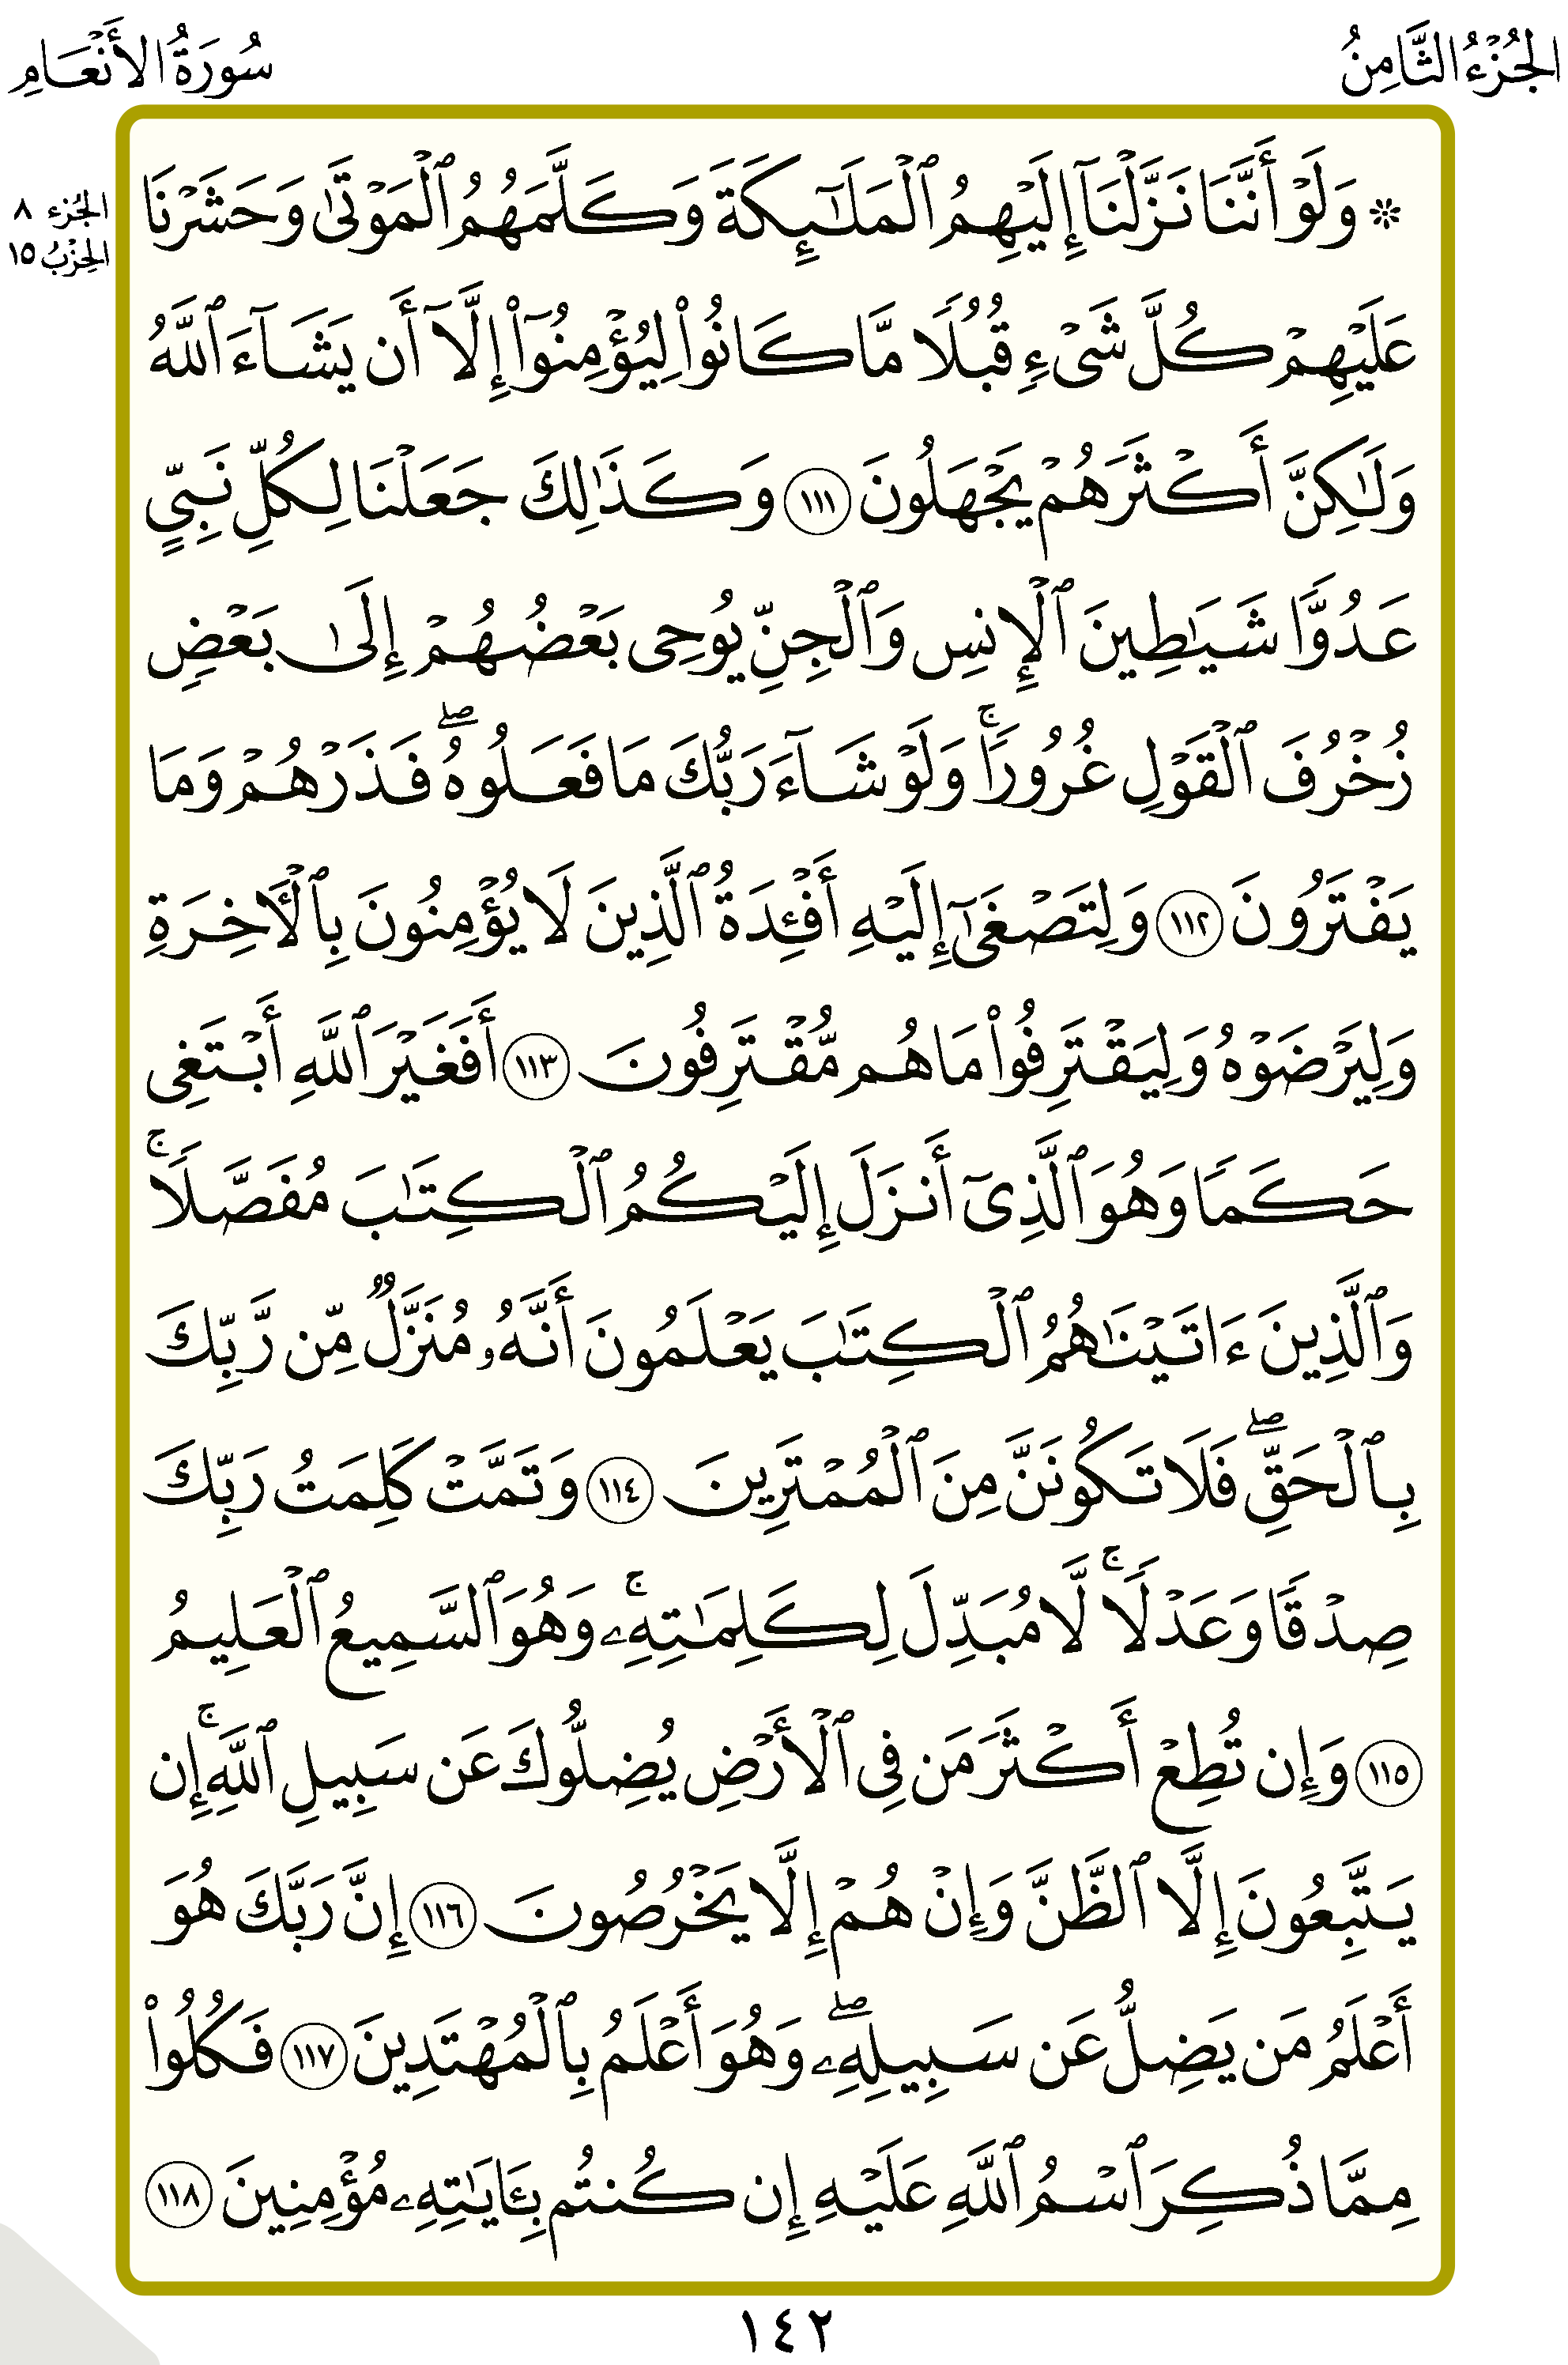 الجُزْءُ الثَّامِنُ
سُورَةُ الأَنْعَامِ
الجُزء ٨
الحِزْبُ ١٥
۞ وَلَوْ أَنَّنَا نَزَّلْنَآ إِلَيْهِمُ ٱلْمَلَٰٓئِكَةَ وَكَلَّمَهُمُ ٱلْمَوْتَىٰ وَحَشَرْنَا
عَلَيْهِمْ كُلَّ شَىْءٍ قُبُلًا مَّا كَانُوا۟ لِيُؤْمِنُوٓا۟ إِلَّآ أَن يَشَآءَ ٱللَّهُ
وَلَٰكِنَّ أَكْثَرَهُمْ يَجْهَلُونَ ١١١ وَكَذَٰلِكَ جَعَلْنَا لِكُلِّ نَبِىٍّ
عَدُوًّا شَيَٰطِينَ ٱلْإِنسِ وَٱلْجِنِّ يُوحِى بَعْضُهُمْ إِلَىٰ بَعْضٍ
زُخْرُفَ ٱلْقَوْلِ غُرُورًا ۚ وَلَوْ شَآءَ رَبُّكَ مَا فَعَلُوهُ ۖ فَذَرْهُمْ وَمَا
يَفْتَرُونَ ١١٢ وَلِتَصْغَىٰٓ إِلَيْهِ أَفْـِٔدَةُ ٱلَّذِينَ لَا يُؤْمِنُونَ بِٱلْـَٔاخِرَةِ
وَلِيَرْضَوْهُ وَلِيَقْتَرِفُوا۟ مَا هُم مُّقْتَرِفُونَ ١١٣ أَفَغَيْرَ ٱللَّهِ أَبْتَغِى
حَكَمًا وَهُوَ ٱلَّذِىٓ أَنزَلَ إِلَيْكُمُ ٱلْكِتَٰبَ مُفَصَّلًا ۚ
وَٱلَّذِينَ ءَاتَيْنَٰهُمُ ٱلْكِتَٰبَ يَعْلَمُونَ أَنَّهُۥ مُنَزَّلٌ مِّن رَّبِّكَ
بِٱلْحَقِّ ۖ فَلَا تَكُونَنَّ مِنَ ٱلْمُمْتَرِينَ ١١٤ وَتَمَّتْ كَلِمَتُ رَبِّكَ
صِدْقًا وَعَدْلًا ۚ لَّا مُبَدِّلَ لِكَلِمَٰتِهِۦ ۚ وَهُوَ ٱلسَّمِيعُ ٱلْعَلِيمُ
١١٥ وَإِن تُطِعْ أَكْثَرَ مَن فِى ٱلْأَرْضِ يُضِلُّوكَ عَن سَبِيلِ ٱللَّهِ ۚ إِن
يَتَّبِعُونَ إِلَّا ٱلظَّنَّ وَإِنْ هُمْ إِلَّا يَخْرُصُونَ ١١٦ إِنَّ رَبَّكَ هُوَ
أَعْلَمُ مَن يَضِلُّ عَن سَبِيلِهِۦ ۖ وَهُوَ أَعْلَمُ بِٱلْمُهْتَدِينَ ١١٧ فَكُلُوا۟
مِمَّا ذُكِرَ ٱسْمُ ٱللَّهِ عَلَيْهِ إِن كُنتُم بِـَٔايَٰتِهِۦ مُؤْمِنِينَ ١١٨
١٤٢